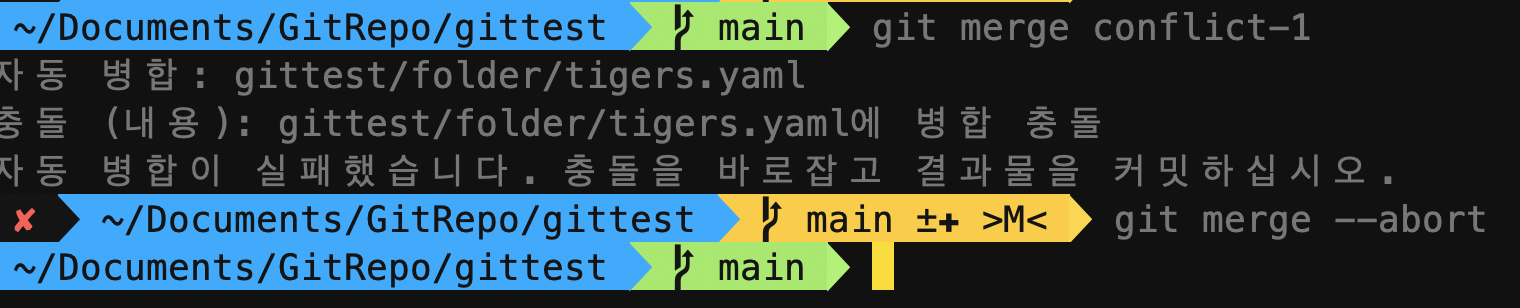 ~/Documents/GitRepo/gittest main git merge conflict-1
자동 병합: gittest/folder/tigers.yaml
충돌 (내용): gittest/folder/tigers.yaml에 병합 충돌
자동 병합이 실패했습니다. 충돌을 바로잡고 결과물을 커밋하십시오.
✘ ~/Documents/GitRepo/gittest main ±✚ >M< git merge --abort
~/Documents/GitRepo/gittest main